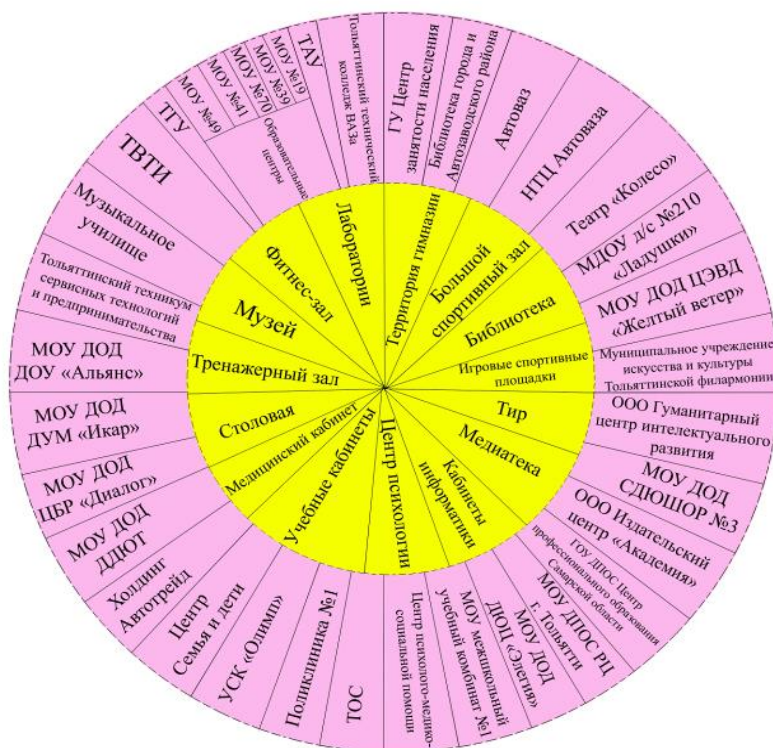 ГУ Центр
занятости населения
Библиотека города и
Автозаводского района
Автоваз
НТЦ Автоваза
Театр «Колесо»
МДОУ д/с №210
«Ладушки»
МОУ ДОД ЦЭВД
«Желтый ветер»
Муниципальное учреждение
искусства и культуры
Тольяттинской филармонии
ООО Гуманитарный
центр интелектуального
развития
МОУ ДОД
СДЮШОР №3
ООО Издательский
центр «Академия»
ГОУ ДПОС Центр
профессионального образования
Самарской области
МОУ ДПОС РЦ
г. Тольятти
МОУ ДОД
ДЮЦ «Элегия»
МОУ межшкольный
учебный комбинат №1
Центр психолого-медико-
социальной помощи
ТОС
Поликлиника №1
УСК «Олимп»
Центр
Семья и дети
Холдинг
Автотрейд
МОУ ДОД
ДДЮТ
МОУ ДОД
ЦБР «Диалог»
МОУ ДОД
ДУМ «Икар»
МОУ ДОД
ДОУ «Альянс»
Тольяттинский техникум
сервисных технологий
и предпринимательства
Музыкальное
училище
ТВТИ
ТГУ
МОУ №49
МОУ №41
МОУ №70
МОУ №39
МОУ №19
Образовательные
центры
ТАУ
Тольяттинский технический
колледж ВАЗа
Территория гимназии
Большой
спортивный зал
Библиотека
Игровые спортивные
площадки
Тир
Медиатека
Кабинеты
информатики
Центр психологии
Учебные кабинеты
Медицинский кабинет
Столовая
Тренажерный зал
Музей
Фитнес-зал
Лаборатории